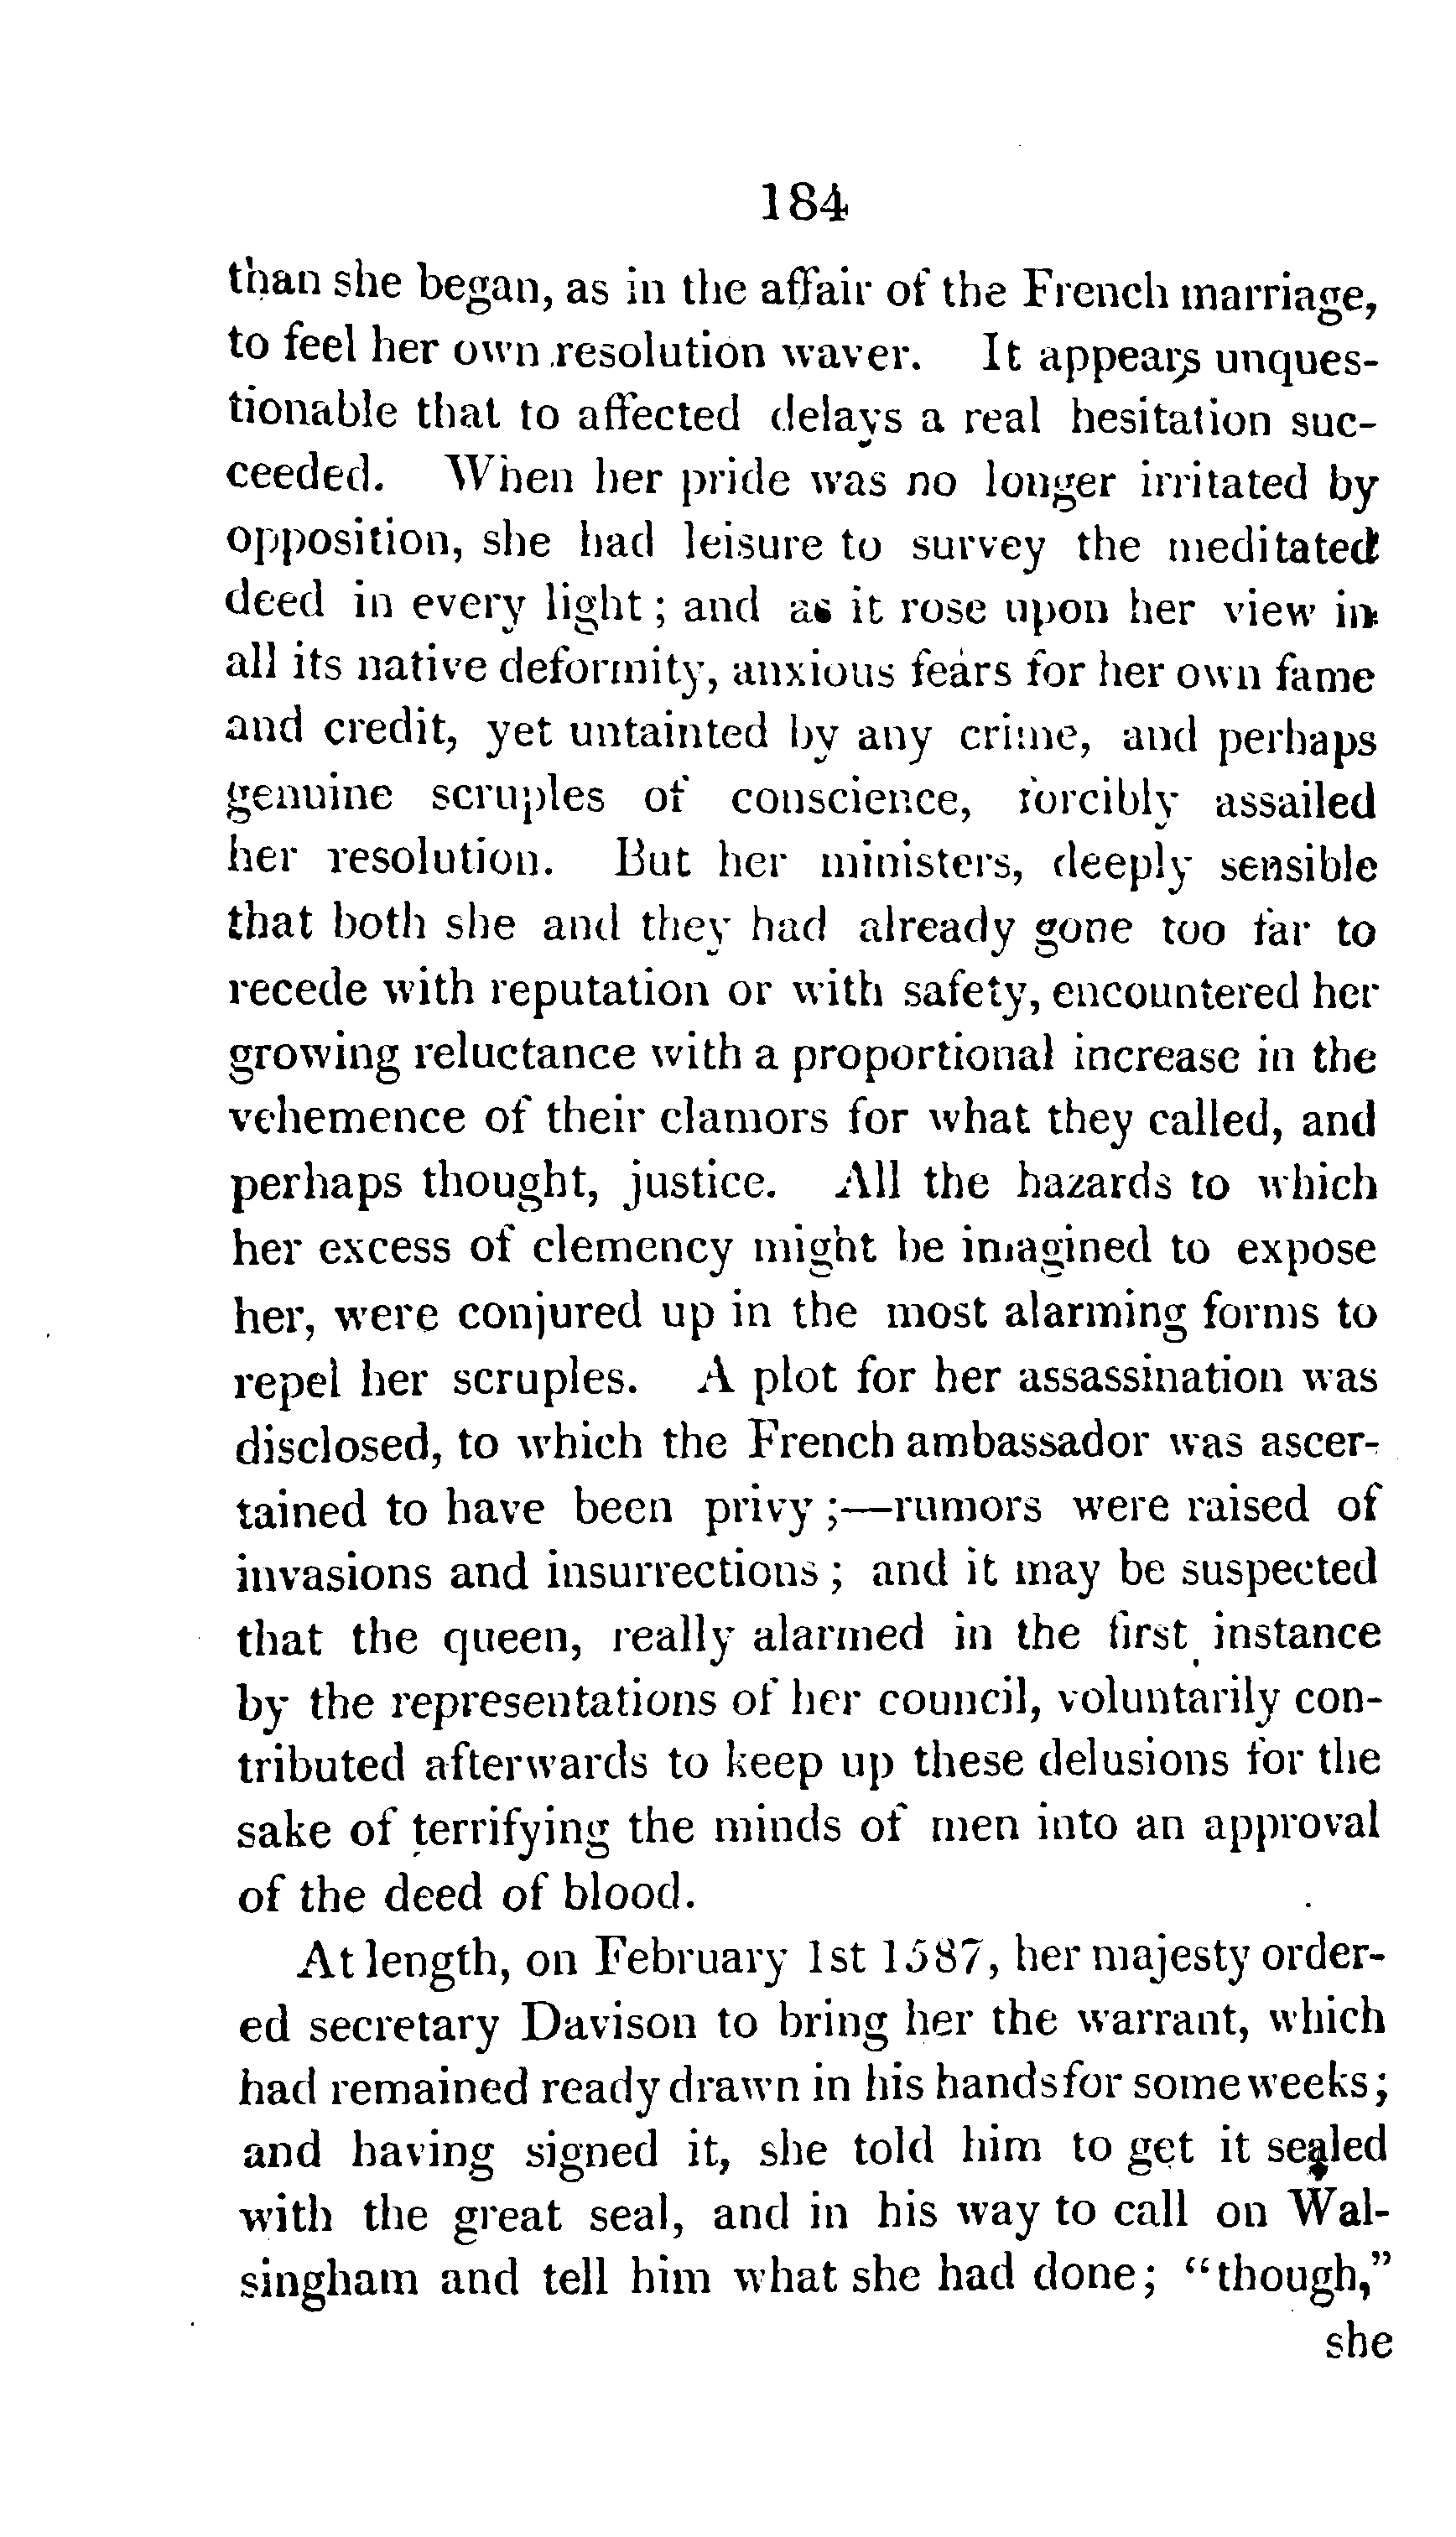 184
than she began, as in the affair of the French marriage,
to feel her own resolution waver. It appears unques-
tionable that to affected delays a real hesitation suc-
ceeded. When her pride was no longer irritated by
opposition, she had leisure to survey the meditated
deed in every light; and as it rose upon her view in
all its native deformity, anxious fears for her own fame
and credit, yet untainted by any crime, and perhaps
genuine scruples of conscience, forcibly assailed
her resolution. But her ministers, deeply sensible
that both she and they had already gone too far to
recede with reputation or with safety, encountered her
growing reluctance with a proportional increase in the
vehemence of their clamors for what they called, and
perhaps thought, justice. All the hazards to which
her excess of clemency might be imagined to expose
her, were conjured up in the most alarming forms to
repel her scruples. A plot for her assassination was
disclosed, to which the French ambassador was ascer-
tained to have been privy;—rumors were raised of
invasions and insurrections; and it may be suspected
that the queen, really alarmed in the first instance
by the representations of her council, voluntarily con-
tributed afterwards to keep up these delusions for the
sake of terrifying the minds of men into an approval
of the deed of blood.
At length, on February 1st 1587, her majesty order-
ed secretary Davison to bring her the warrant, which
had remained ready drawn in his hands for some weeks;
and having signed it, she told him to get it sealed
with the great seal, and in his way to call on Wal-
singham and tell him what she had done; "though,"
she